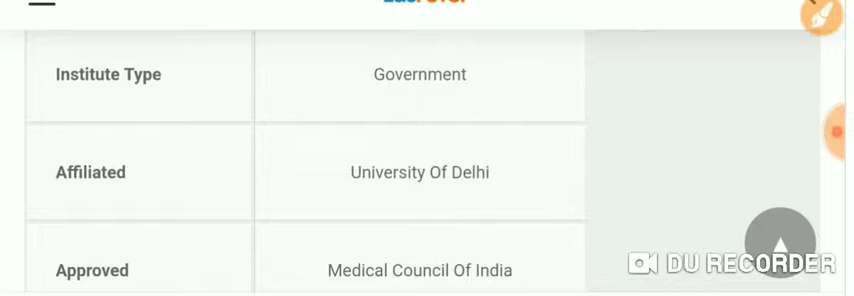 Institute Type Government
Affiliated University Of Delhi
Approved Medical Council Of India
DU RECORDER